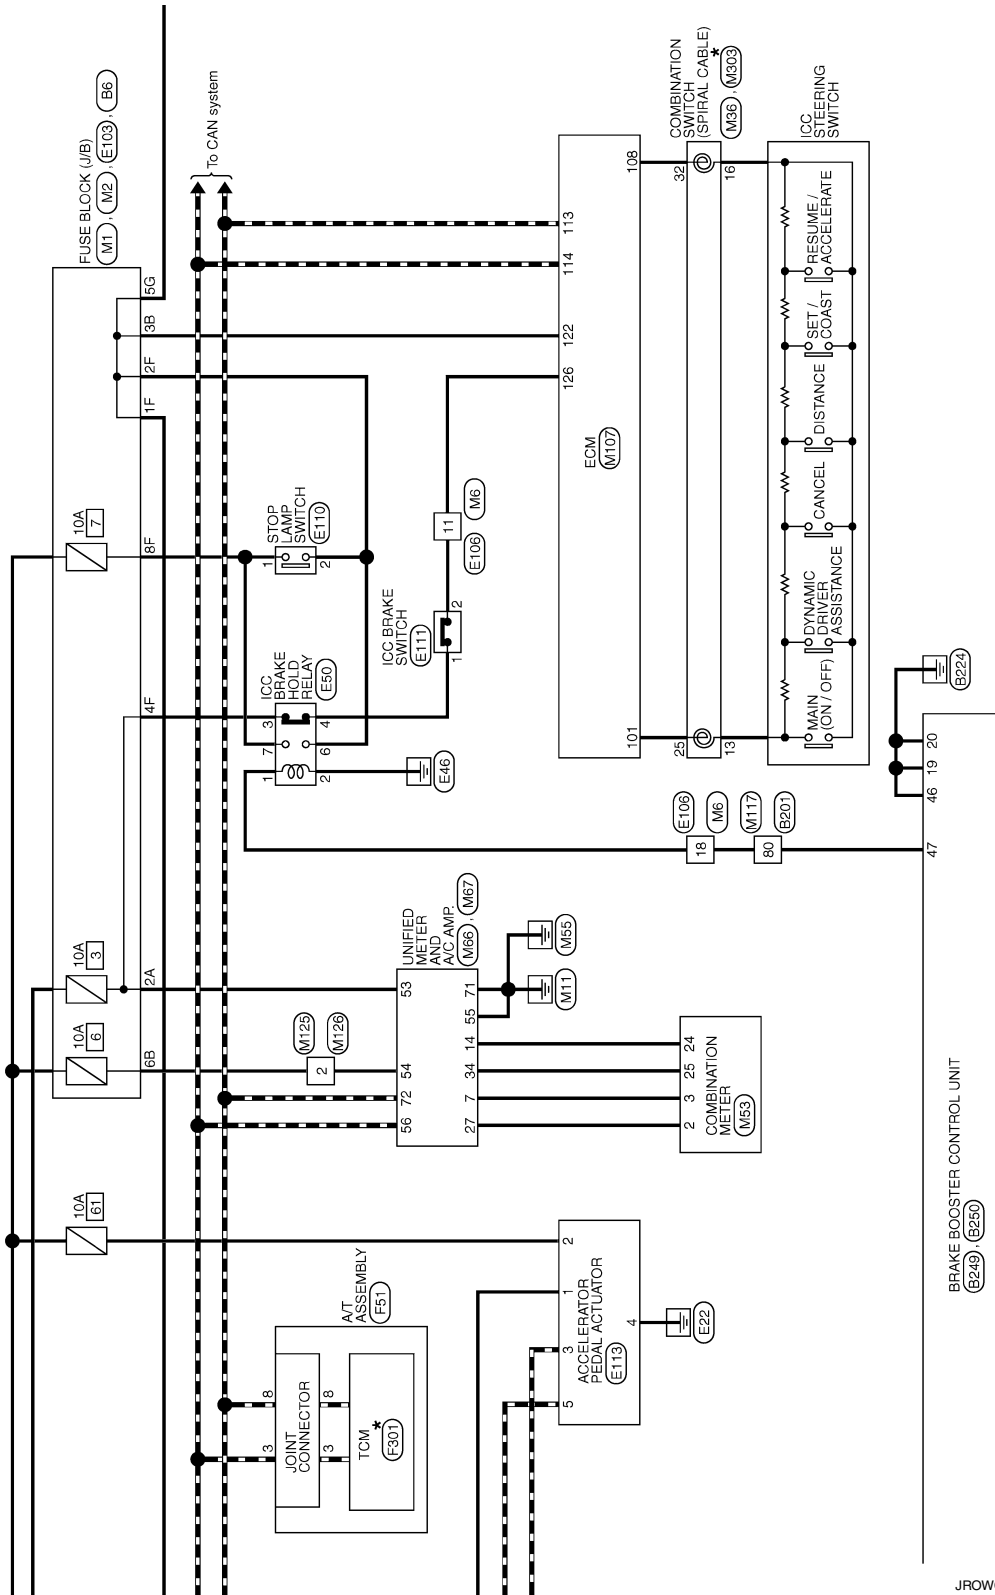 FUSE BLOCK (J/B)
M1 , M2 , E103 , B6
To CAN system
5G
3B
2F
1F
10A
7
8F
4F
10A
3
2A
10A
6
6B
10A
61
STOP
LAMP
SWITCH
E110
1
2
ICC
BRAKE
HOLD
RELAY
E50
3
4
7
6
1
2
E46
ICC BRAKE
SWITCH
E111
1
2
E106
11
M6
ECM
M107
108
113
114
122
126
101
COMBINATION
SWITCH
(SPIRAL CABLE)
M36 , M303 *
32
16
25
13
ICC
STEERING
SWITCH
RESUME /
ACCELERATE
SET /
COAST
DISTANCE
CANCEL
DYNAMIC
DRIVER
ASSISTANCE
MAIN
(ON / OFF)
E106
M6
18
M117
B201
80
B224
20
19
46
47
BRAKE BOOSTER CONTROL UNIT
B249 , B250
UNIFIED
METER
AND
A/C AMP.
M66 , M67
53
54
72
56
71
55
14
34
7
27
M55
M11
M125
M126
2
24
25
3
2
COMBINATION
METER
M53
A/T
ASSEMBLY
F51
JOINT
CONNECTOR
8
3
8
3
TCM *
F301
2
1
3
5
4
ACCELERATOR
PEDAL ACTUATOR
E113
E22